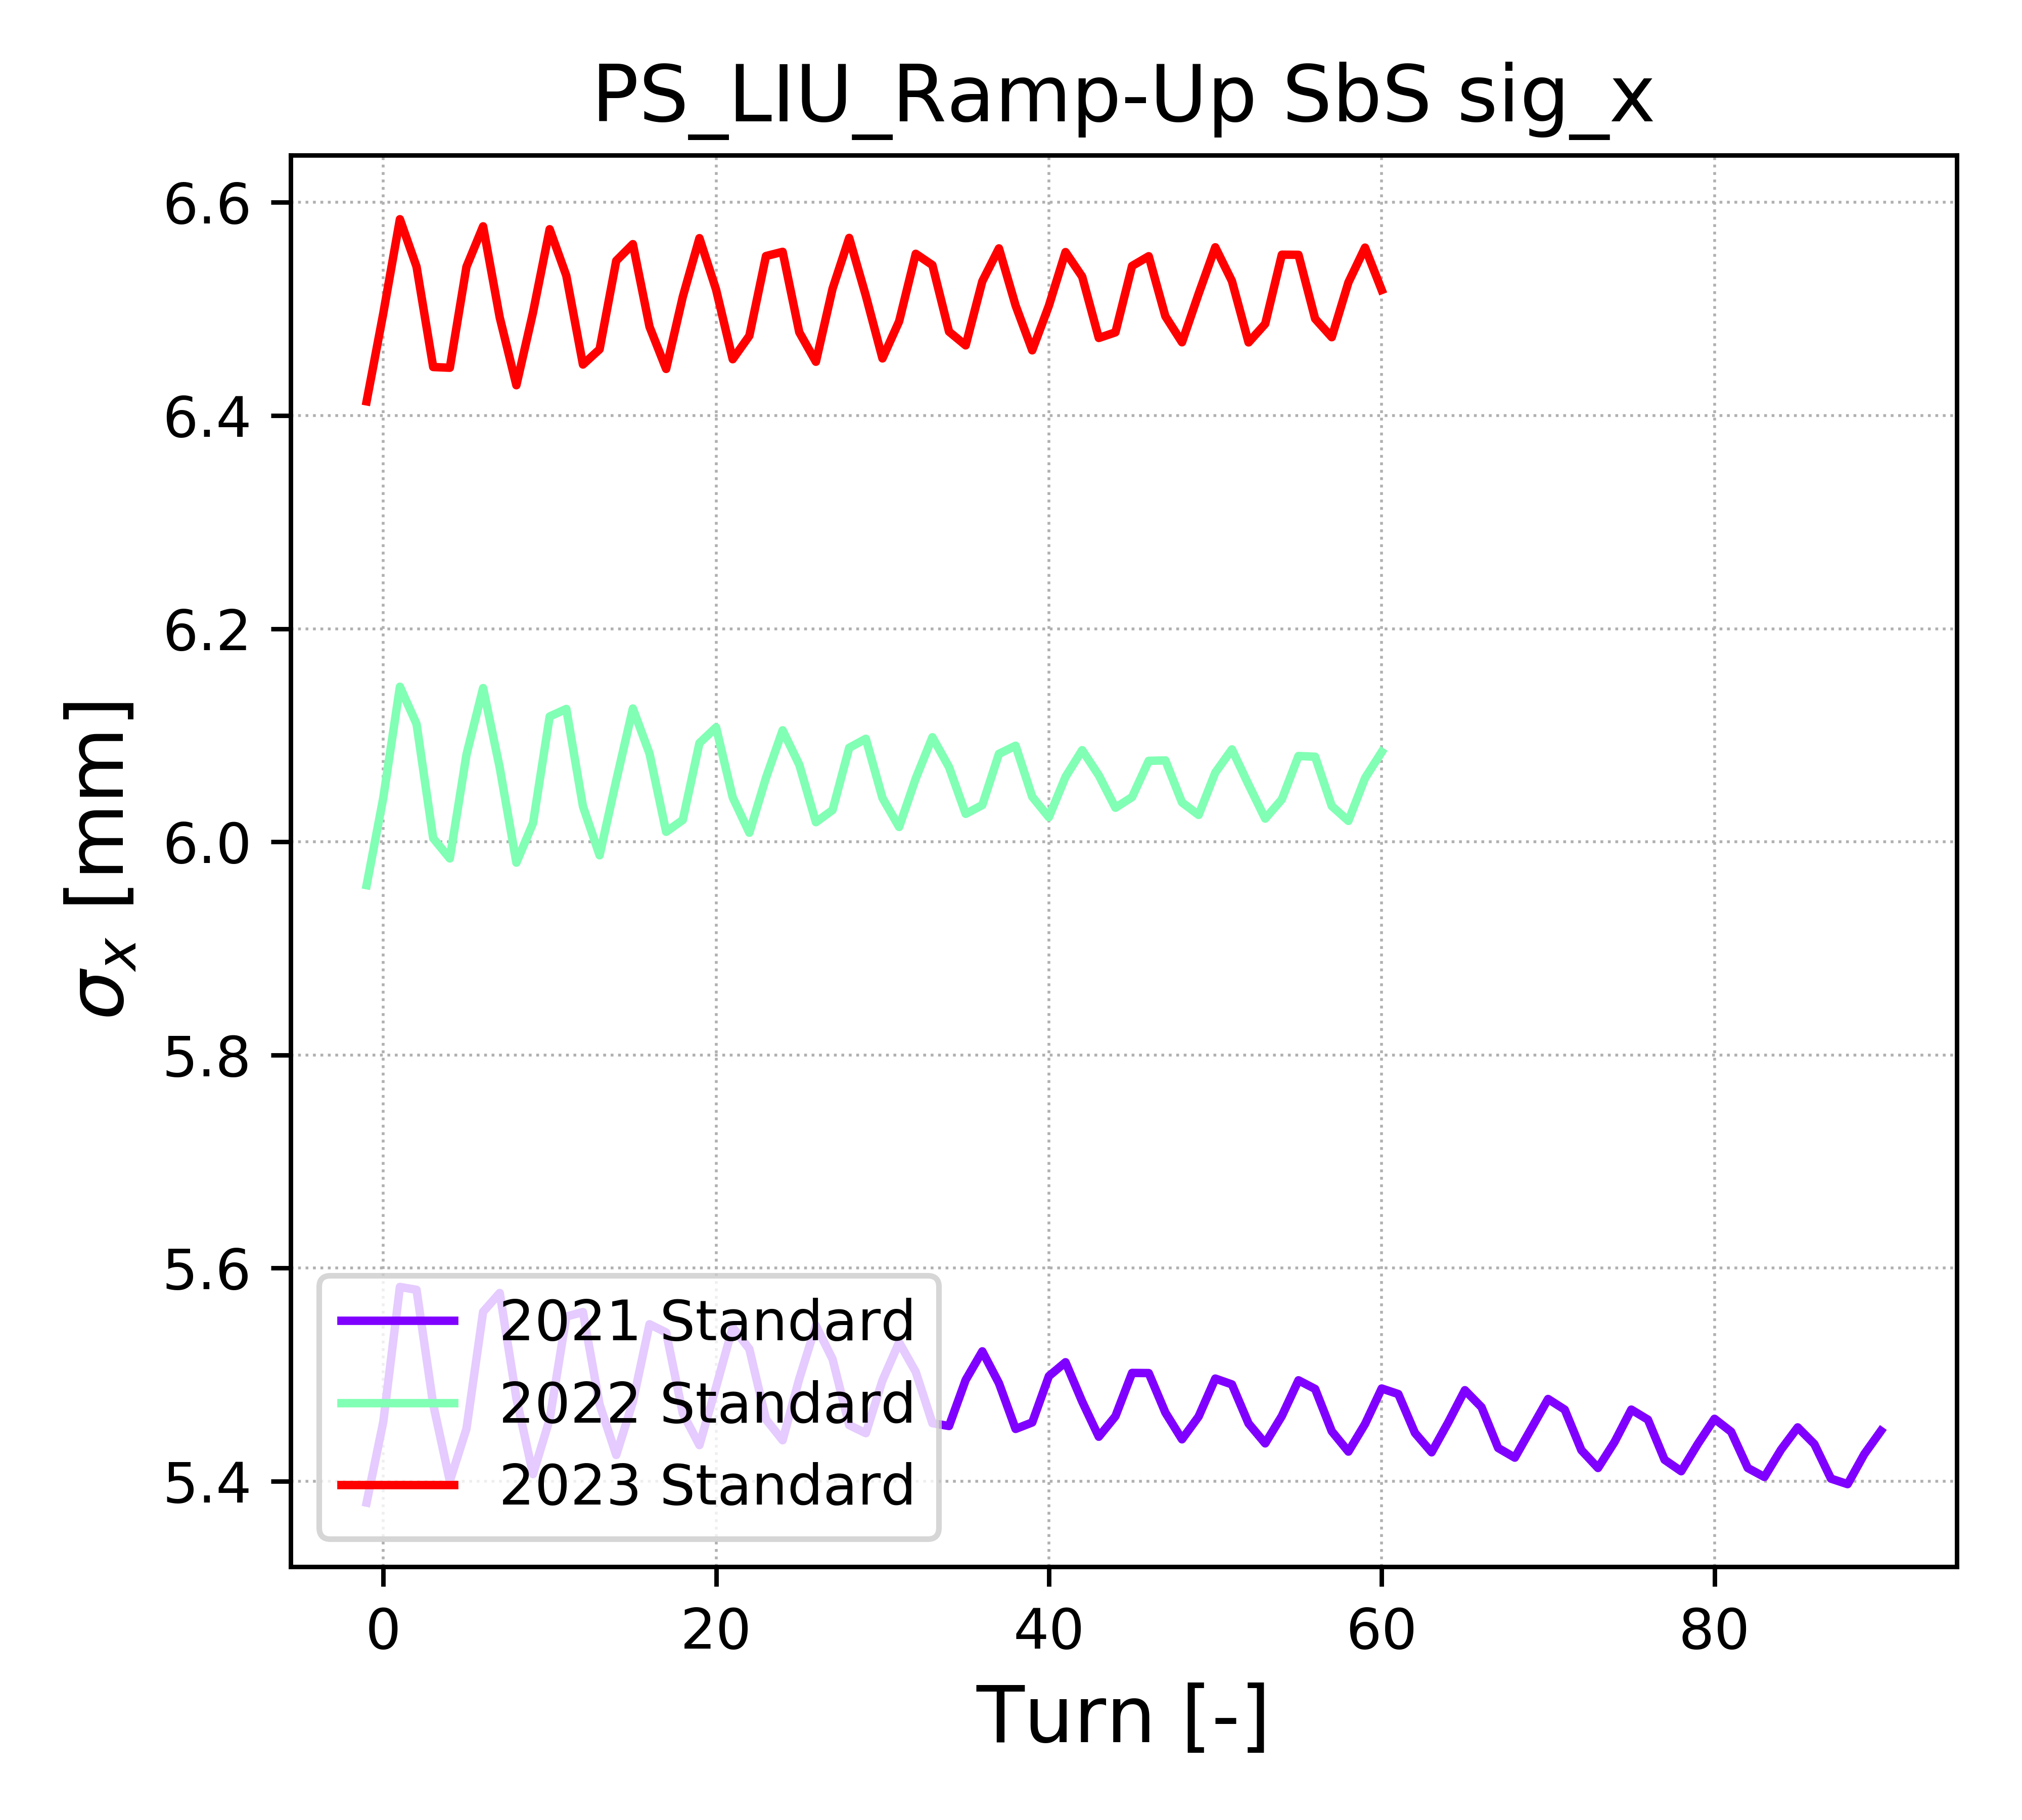 PS_LIU_Ramp-Up SbS sig_x
σx [mm]
6.6
6.4
6.2
6.0
5.8
5.6
5.4
2021 Standard
2022 Standard
2023 Standard
0 20 40 60 80
Turn [-]